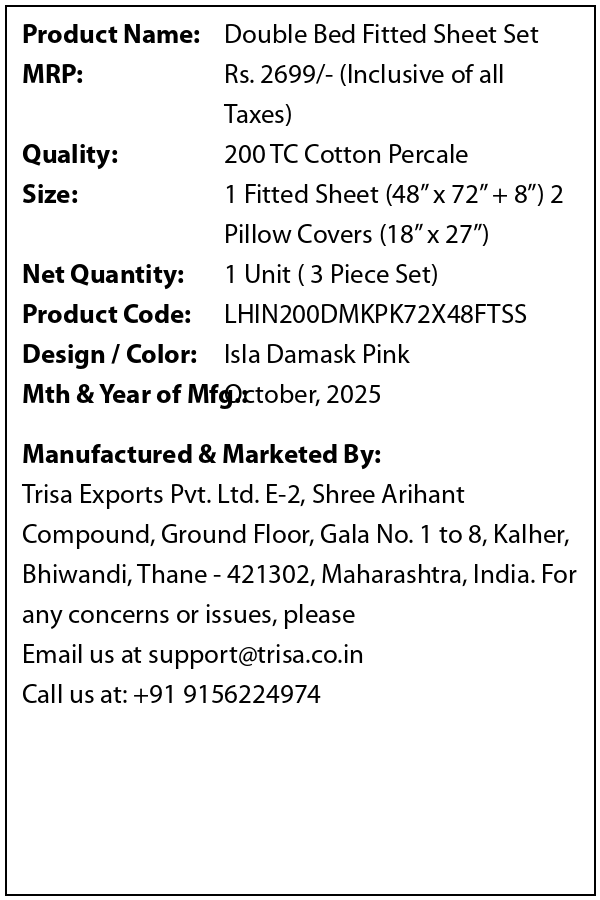 Product Name: Double Bed Fitted Sheet Set
MRP: Rs. 2699/- (Inclusive of all
Taxes)
Quality: 200 TC Cotton Percale
Size: 1 Fitted Sheet (48” x 72” + 8”) 2
Pillow Covers (18” x 27”)
Net Quantity: 1 Unit ( 3 Piece Set)
Product Code: LHIN200DMKPK72X48FTSS
Design / Color: Isla Damask Pink
Mth & Year of Mfg.: October, 2025
Manufactured & Marketed By:
Trisa Exports Pvt. Ltd. E-2, Shree Arihant
Compound, Ground Floor, Gala No. 1 to 8, Kalher,
Bhiwandi, Thane - 421302, Maharashtra, India. For
any concerns or issues, please
Email us at support@trisa.co.in
Call us at: +91 9156224974